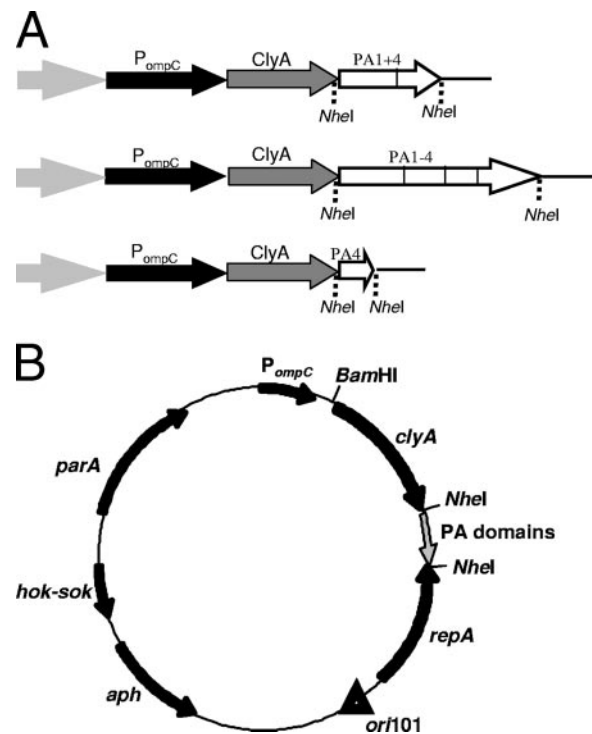 A
PompC ClyA PA1+4
NheI NheI
PompC ClyA PA1-4
NheI NheI
PompC ClyA PA4
NheI NheI
B
PompC BamHI
clyA
parA
NheI
PA domains
NheI
hok-sok
repA
aph
ori101